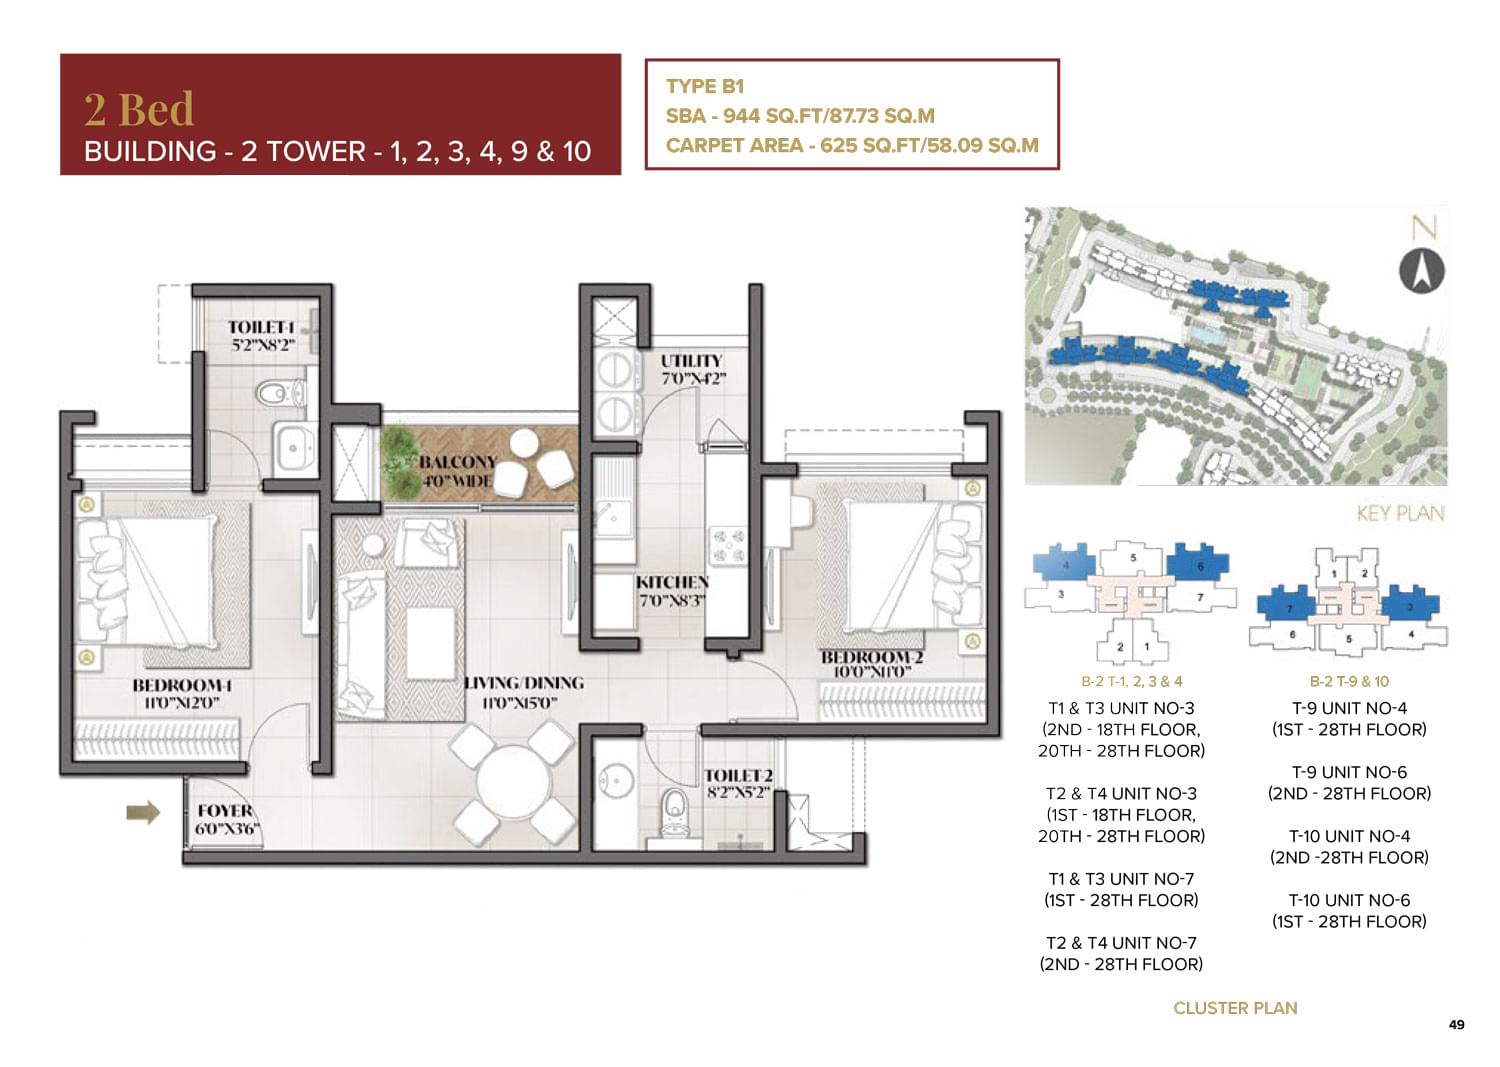 2 Bed
BUILDING - 2 TOWER - 1, 2, 3, 4, 9 & 10
TYPE B1
SBA - 944 SQ.FT/87.73 SQ.M
CARPET AREA - 625 SQ.FT/58.09 SQ.M
N
KEY PLAN
TOILET-1
5'2"X8'2"
UTILITY
7'0"X4'2"
BALCONY
4'0" WIDE
KITCHEN
7'0"X8'3"
BEDROOM-2
10'0"X11'0"
BEDROOM-1
11'0"X12'0"
LIVING/DINING
11'0"X15'0"
TOILET-2
8'2"X5'2"
FOYER
6'0"X3'6"
4
5
6
3
7
2
1
B-2 T-1, 2, 3 & 4
T1 & T3 UNIT NO-3
(2ND - 18TH FLOOR,
20TH - 28TH FLOOR)
T2 & T4 UNIT NO-3
(1ST - 18TH FLOOR,
20TH - 28TH FLOOR)
T1 & T3 UNIT NO-7
(1ST - 28TH FLOOR)
T2 & T4 UNIT NO-7
(2ND - 28TH FLOOR)
1
2
7
3
6
5
4
B-2 T-9 & 10
T-9 UNIT NO-4
(1ST - 28TH FLOOR)
T-9 UNIT NO-6
(2ND - 28TH FLOOR)
T-10 UNIT NO-4
(2ND -28TH FLOOR)
T-10 UNIT NO-6
(1ST - 28TH FLOOR)
CLUSTER PLAN
49